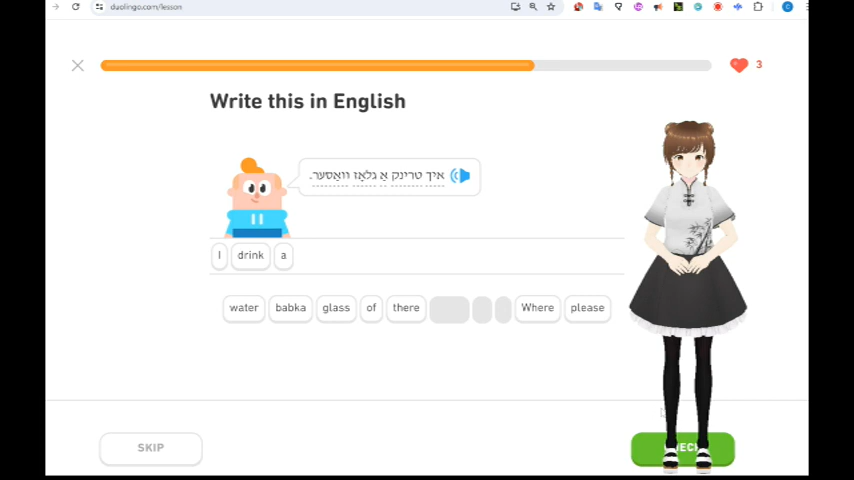 duolingo.com/lesson
3
Write this in English
איך טרינק אַ גלאָז וואַסער.
I drink a
water babka glass of there Where please
SKIP